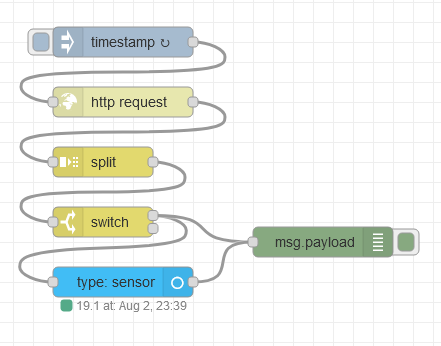 timestamp ↻
http request
split
switch
msg.payload
type: sensor
19.1 at: Aug 2, 23:39